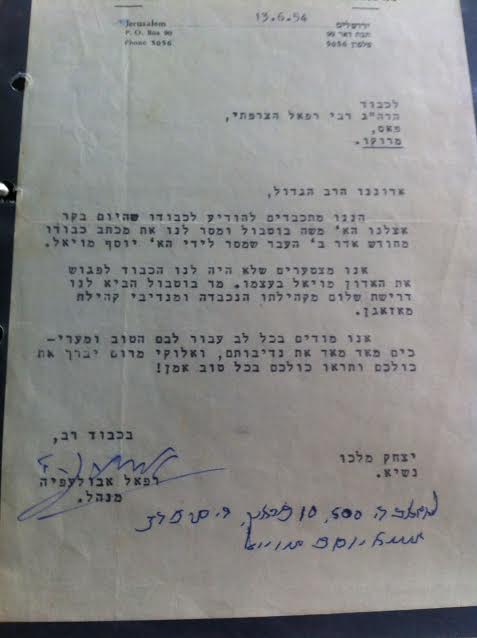 Jerusalem
P. O. Box 90
Phone 5056
13.6.54
ירושלים
תבת דאר 90
טלפון 5056
לכבוד
הרה"ג רבי רפאל הצרפתי,
פאס,
מרוקו.
אדוננו הרב הגדול,
הננו מתכבדים להודיע לכבודו שהיום בקר
אצלנו הא' משה בוסבול ומסר לנו את מכתב כבודו
מחודש אדר ב' העבר שמסר לידי הא' יוסף מויאל.
אנו מצטערים שלא היה לנו הכבוד לפגוש
את האדון מויאל בעצמו. מר בוסבול הביא לנו
דרישת שלום מקהילתו הנכבדה ומנדיבי קהילת
מאזאגן.
אנו מודים בכל לב עבור לבם הטוב ומערי-
כים מאד מאד את נדיבותם, ואלוקי מרום יברך את
כולכם ותראו כולכם בכל טוב אמן!
בכבוד רב,
יצחק מלכו
נשיא.
רפאל אבולעפיה
מנהל.